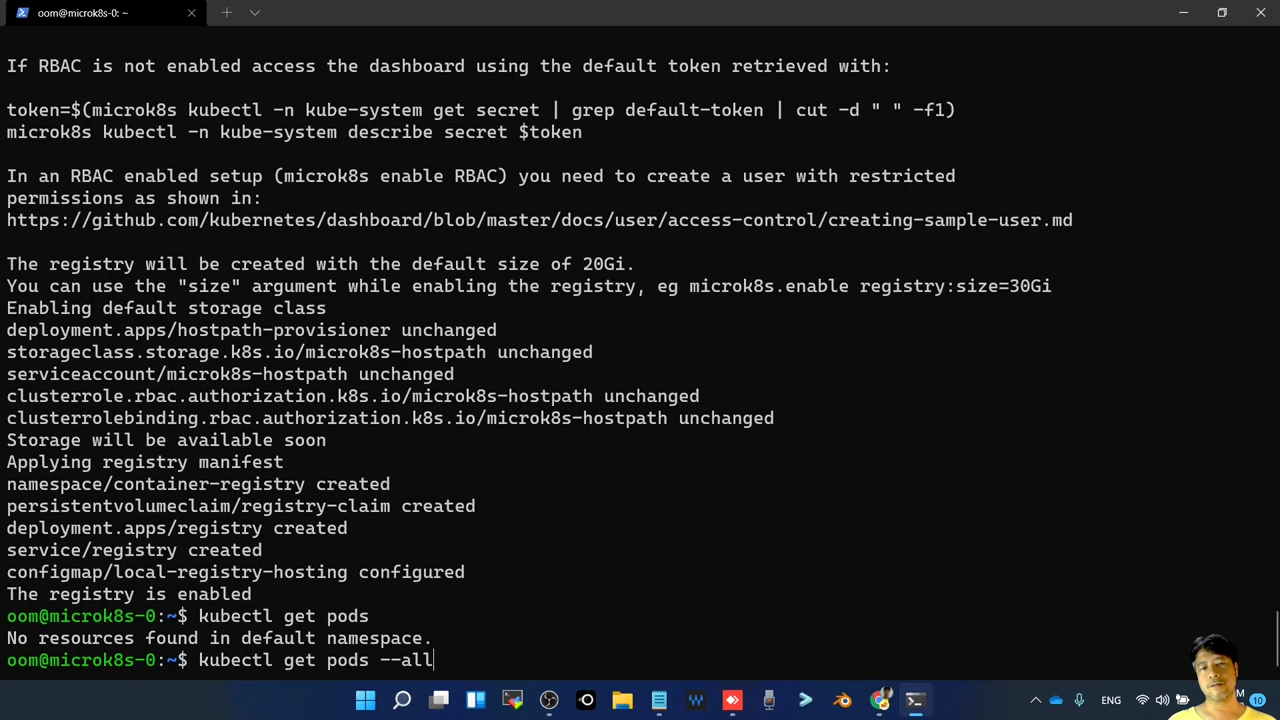 oom@microk8s-0: ~
If RBAC is not enabled access the dashboard using the default token retrieved with:
token=$(microk8s kubectl -n kube-system get secret | grep default-token | cut -d " " -f1)
microk8s kubectl -n kube-system describe secret $token
In an RBAC enabled setup (microk8s enable RBAC) you need to create a user with restricted
permissions as shown in:
https://github.com/kubernetes/dashboard/blob/master/docs/user/access-control/creating-sample-user.md
The registry will be created with the default size of 20Gi.
You can use the "size" argument while enabling the registry, eg microk8s.enable registry:size=30Gi
Enabling default storage class
deployment.apps/hostpath-provisioner unchanged
storageclass.storage.k8s.io/microk8s-hostpath unchanged
serviceaccount/microk8s-hostpath unchanged
clusterrole.rbac.authorization.k8s.io/microk8s-hostpath unchanged
clusterrolebinding.rbac.authorization.k8s.io/microk8s-hostpath unchanged
Storage will be available soon
Applying registry manifest
namespace/container-registry created
persistentvolumeclaim/registry-claim created
deployment.apps/registry created
service/registry created
configmap/local-registry-hosting configured
The registry is enabled
oom@microk8s-0:~$ kubectl get pods
No resources found in default namespace.
oom@microk8s-0:~$ kubectl get pods --all
ENG
10